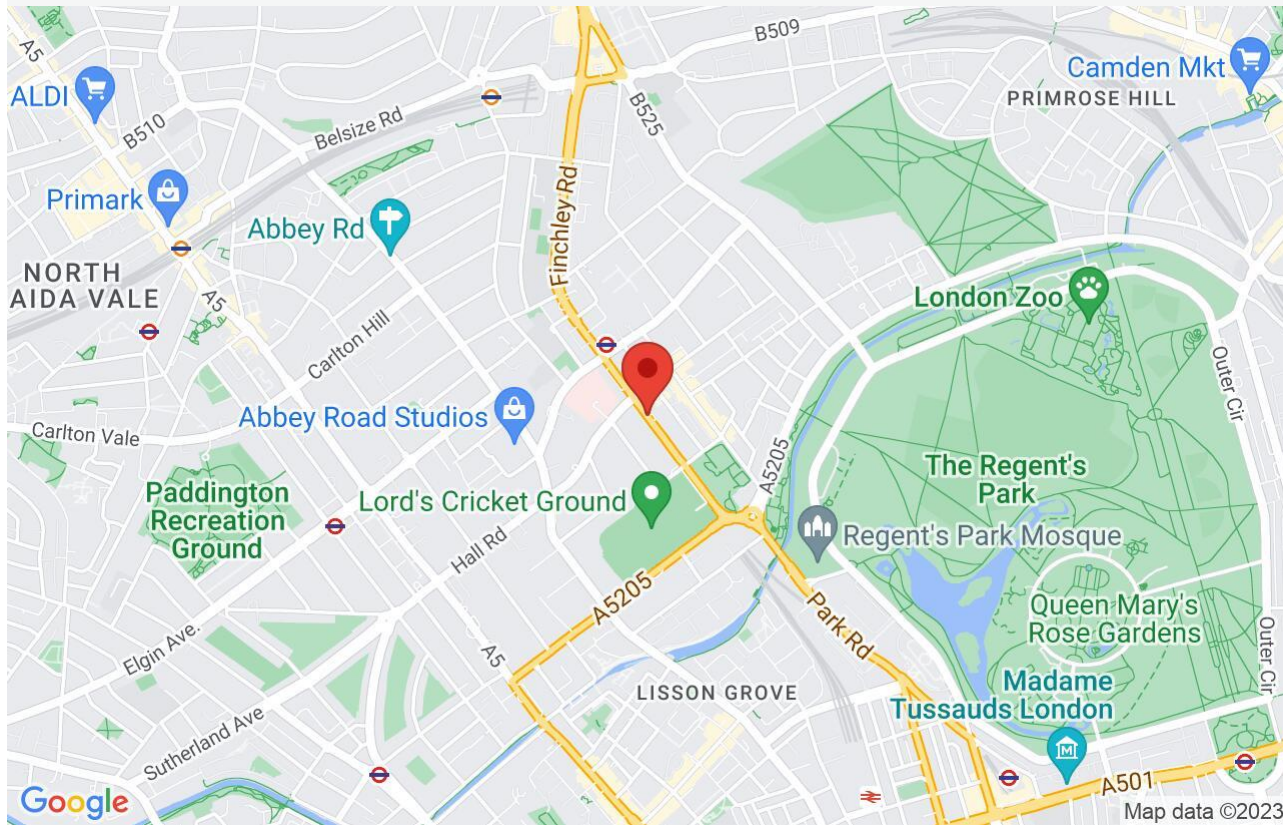 A5
B509
Camden Mkt
ALDI
PRIMROSE HILL
B510
B525
Belsize Rd
Primark
Finchley Rd
Abbey Rd
NORTH
AIDA VALE
A5
London Zoo
Carlton Hill
Outer Cir
Abbey Road Studios
Carlton Vale
A5205
The Regent's
Park
Paddington
Recreation
Ground
Lord's Cricket Ground
Hall Rd
Regent's Park Mosque
A5205
Park Rd
Queen Mary's
Rose Gardens
Elgin Ave.
A5
Outer Cir
LISSON GROVE
Madame
Tussauds London
Sutherland Ave
M
A501
Google
Map data ©2023